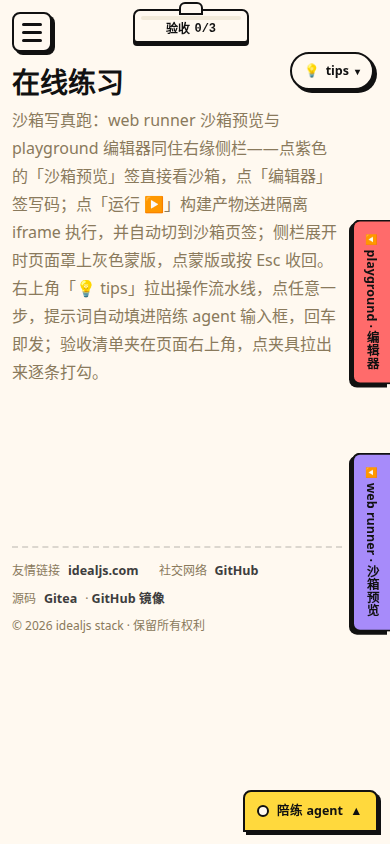 验收 0/3
💡 tips ▾
在线练习
沙箱写真跑：web runner 沙箱预览与
playground 编辑器同住右缘侧栏——点紫色
的「沙箱预览」签直接看沙箱，点「编辑器」
签写码；点「运行 ▶️」构建产物送进隔离
iframe 执行，并自动切到沙箱页签；侧栏展开
时页面罩上灰色蒙版，点蒙版或按 Esc 收回。
右上角「💡 tips」拉出操作流水线，点任意一
步，提示词自动填进陪练 agent 输入框，回车
即发；验收清单夹在页面右上角，点夹具拉出
来逐条打勾。
◀️ playground · 编辑器
◀️ web runner · 沙箱预览
友情链接 idealjs.com 社交网络 GitHub
源码 Gitea · GitHub 镜像
© 2026 idealjs stack · 保留所有权利
陪练 agent ▲